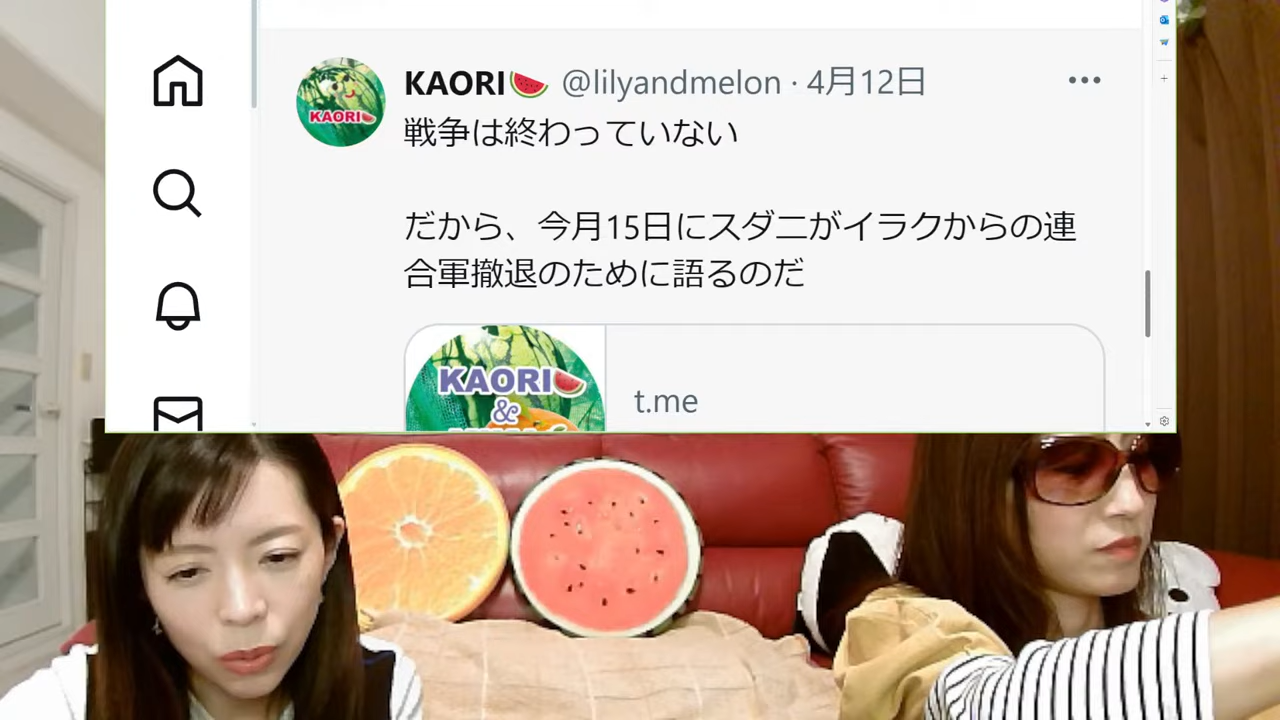 KAORI🍉 @lilyandmelon · 4月12日
KAORI🍉
戦争は終わっていない
だから、今月15日にスダニがイラクからの連
合軍撤退のために語るのだ
KAORI🍉
&
t.me